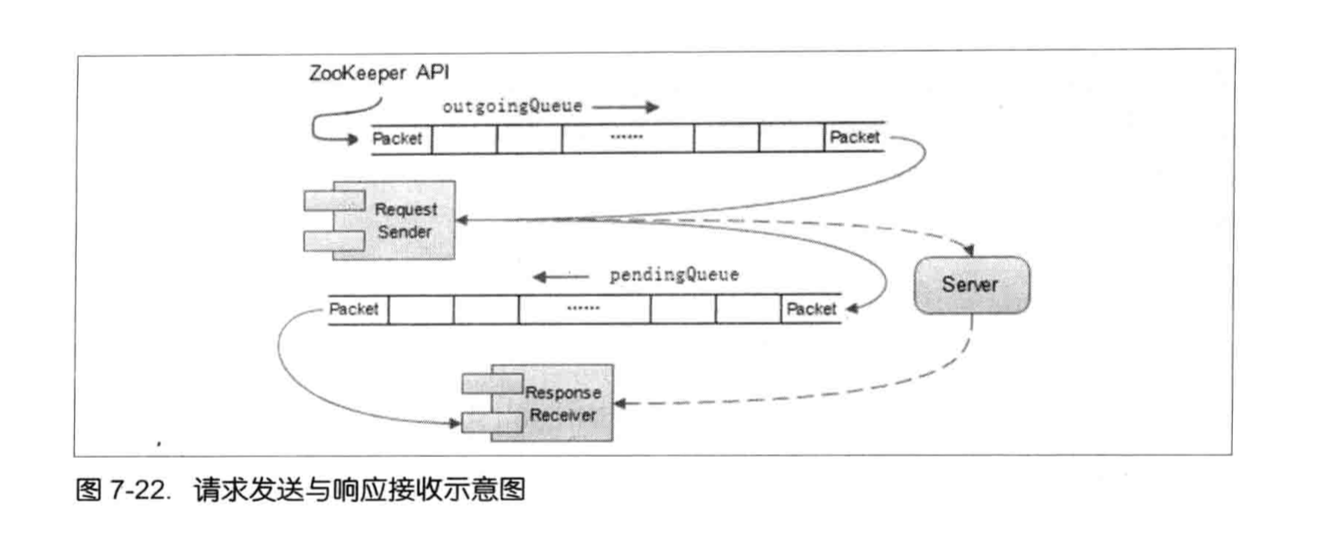 ZooKeeper API
outgoingQueue
Packet ...... Packet
Request
Sender
pendingQueue
Server
Packet ...... Packet
Response
Receiver
图 7-22. 请求发送与响应接收示意图